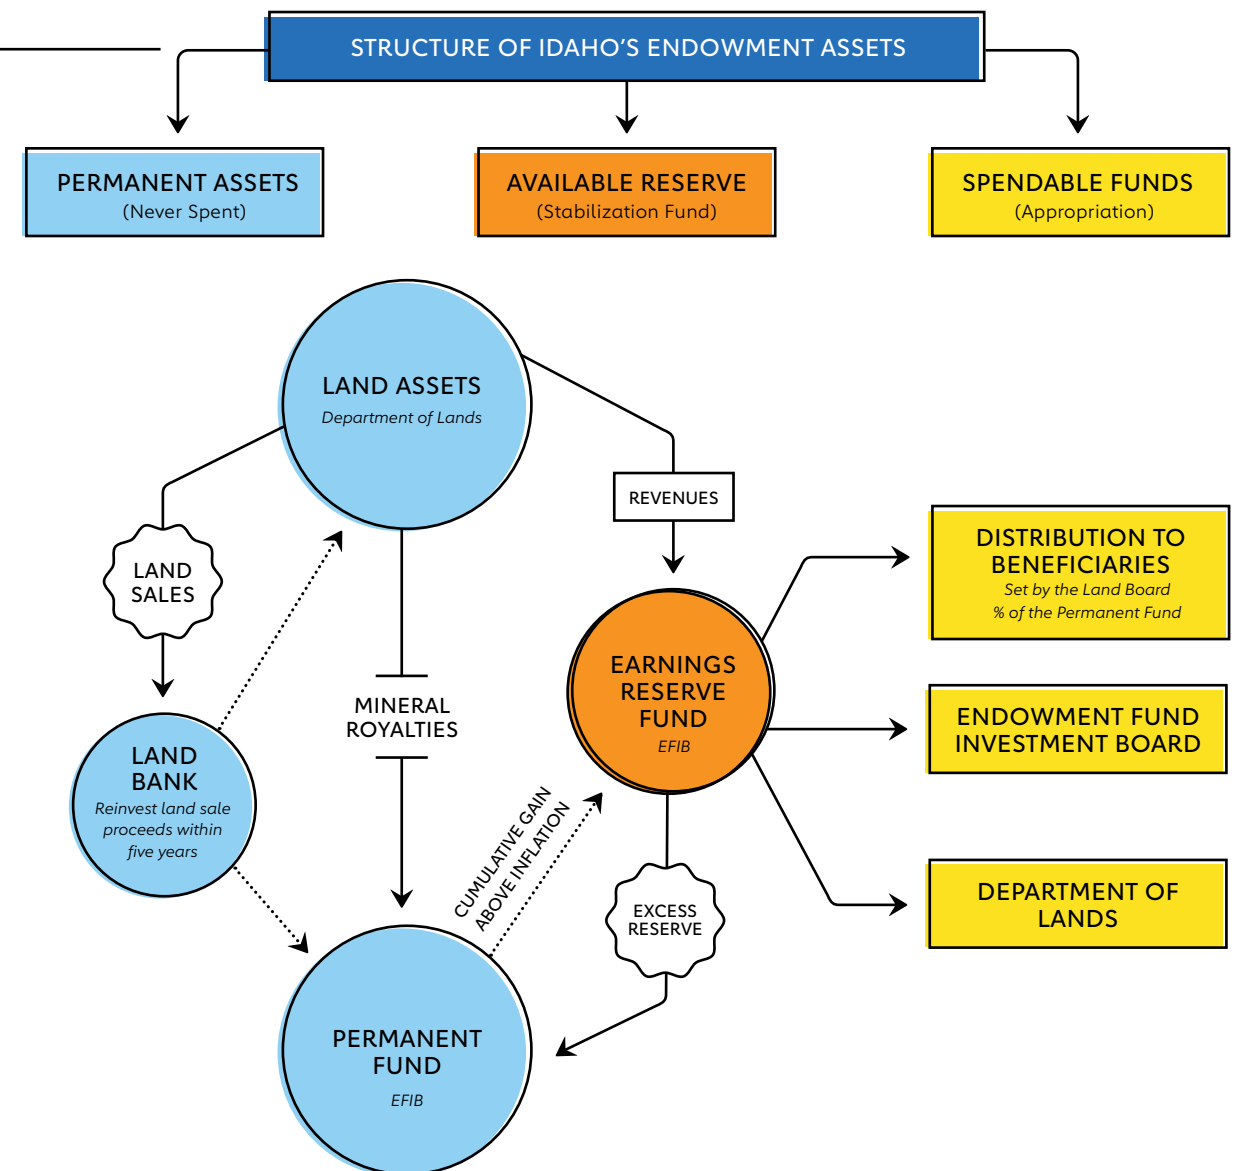 STRUCTURE OF IDAHO'S ENDOWMENT ASSETS
PERMANENT ASSETS
(Never Spent)
AVAILABLE RESERVE
(Stabilization Fund)
SPENDABLE FUNDS
(Appropriation)
LAND ASSETS
Department of Lands
REVENUES
LAND
SALES
DISTRIBUTION TO
BENEFICIARIES
Set by the Land Board
% of the Permanent Fund
EARNINGS
RESERVE
FUND
EFIB
MINERAL
ROYALTIES
ENDOWMENT FUND
INVESTMENT BOARD
LAND
BANK
Reinvest land sale
proceeds within
five years
CUMULATIVE GAIN
ABOVE INFLATION
EXCESS
RESERVE
DEPARTMENT OF
LANDS
PERMANENT
FUND
EFIB